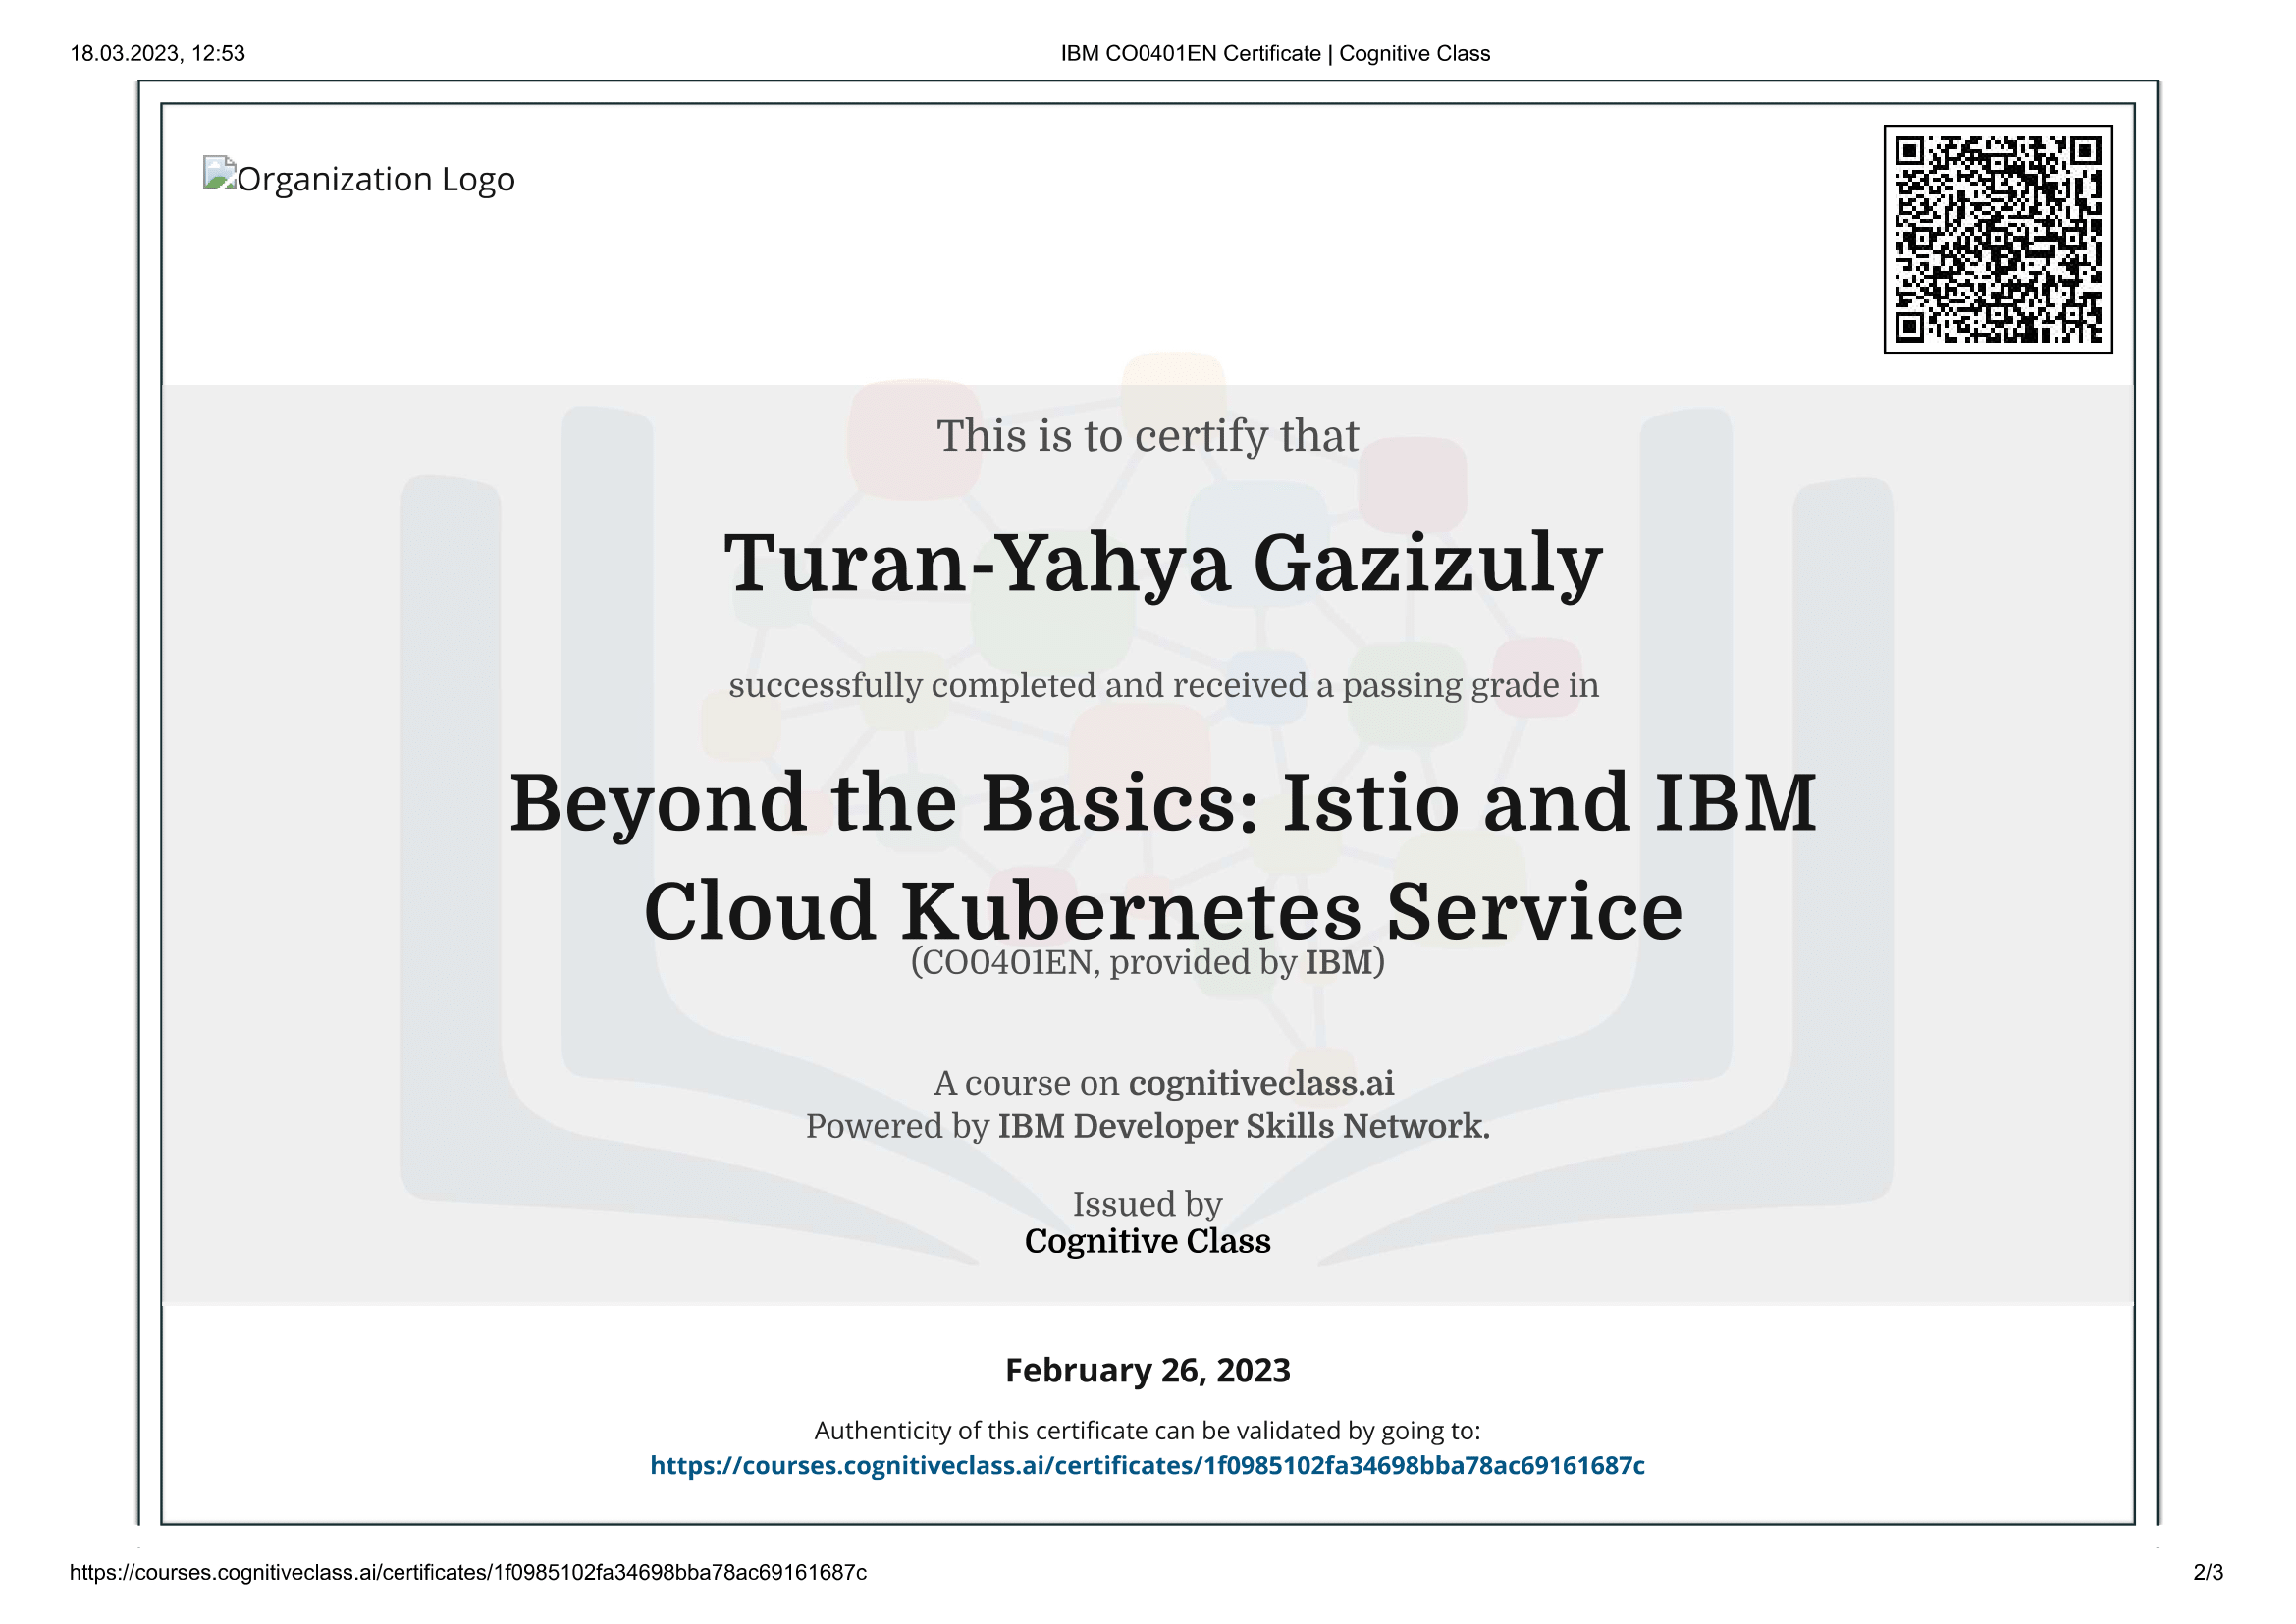 18.03.2023, 12:53
IBM CO0401EN Certificate | Cognitive Class
Organization Logo
This is to certify that
Turan-Yahya Gazizuly
successfully completed and received a passing grade in
Beyond the Basics: Istio and IBM
Cloud Kubernetes Service
(CO0401EN, provided by IBM)
A course on cognitiveclass.ai
Powered by IBM Developer Skills Network.
Issued by
Cognitive Class
February 26, 2023
Authenticity of this certificate can be validated by going to:
https://courses.cognitiveclass.ai/certificates/1f0985102fa34698bba78ac69161687c
https://courses.cognitiveclass.ai/certificates/1f0985102fa34698bba78ac69161687c
2/3